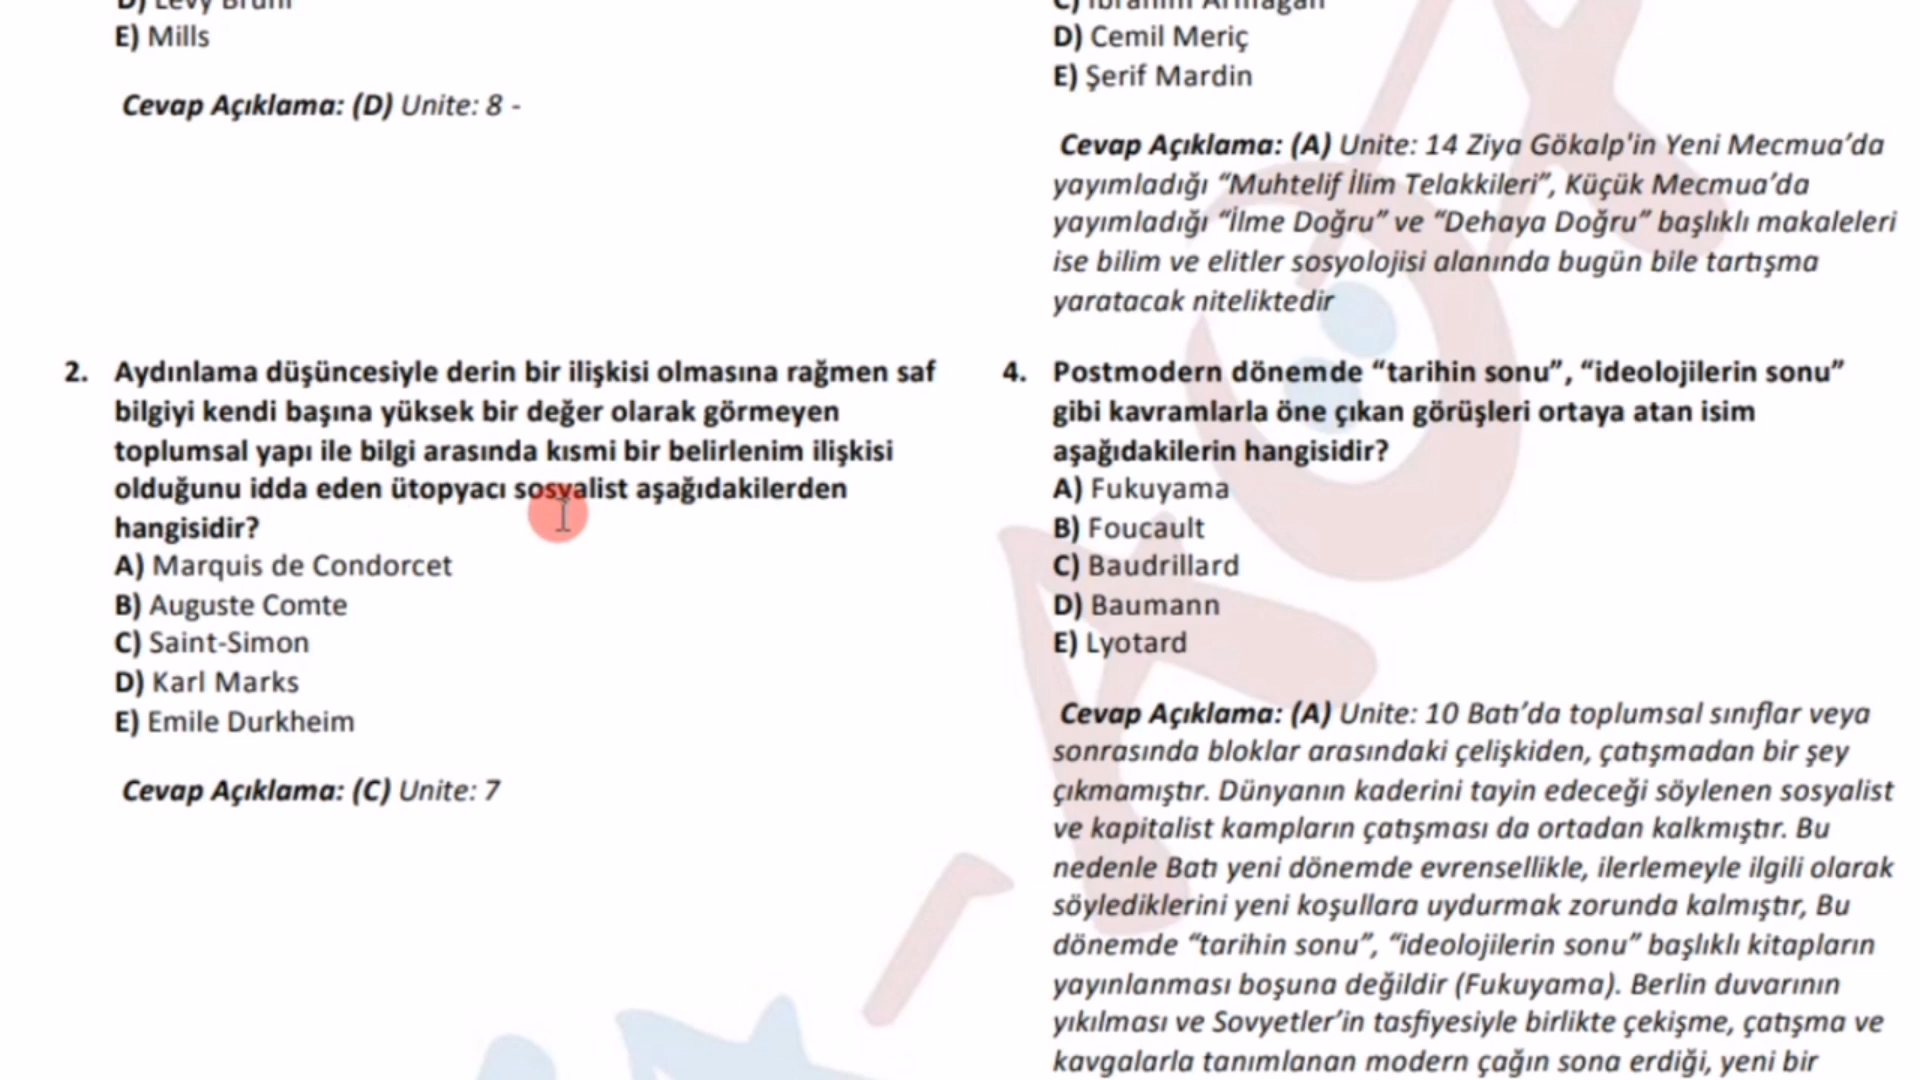 D) Levy Bruhl
E) Mills
Cevap Açıklama: (D) Unite: 8 -
2. Aydınlama düşüncesiyle derin bir ilişkisi olmasına rağmen saf
bilgiyi kendi başına yüksek bir değer olarak görmeyen
toplumsal yapı ile bilgi arasında kısmi bir belirlenim ilişkisi
olduğunu idda eden ütopyacı sosyalist aşağıdakilerden
hangisidir?
A) Marquis de Condorcet
B) Auguste Comte
C) Saint-Simon
D) Karl Marks
E) Emile Durkheim
Cevap Açıklama: (C) Unite: 7
C) İbrahim Armağan
D) Cemil Meriç
E) Şerif Mardin
Cevap Açıklama: (A) Unite: 14 Ziya Gökalp'in Yeni Mecmua’da
yayımladığı “Muhtelif İlim Telakkileri”, Küçük Mecmua’da
yayımladığı “İlme Doğru” ve “Dehaya Doğru” başlıklı makaleleri
ise bilim ve elitler sosyolojisi alanında bugün bile tartışma
yaratacak niteliktedir
4. Postmodern dönemde “tarihin sonu”, “ideolojilerin sonu”
gibi kavramlarla öne çıkan görüşleri ortaya atan isim
aşağıdakilerin hangisidir?
A) Fukuyama
B) Foucault
C) Baudrillard
D) Baumann
E) Lyotard
Cevap Açıklama: (A) Unite: 10 Batı’da toplumsal sınıflar veya
sonrasında bloklar arasındaki çelişkiden, çatışmadan bir şey
çıkmamıştır. Dünyanın kaderini tayin edeceği söylenen sosyalist
ve kapitalist kampların çatışması da ortadan kalkmıştır. Bu
nedenle Batı yeni dönemde evrensellikle, ilerlemeyle ilgili olarak
söylediklerini yeni koşullara uydurmak zorunda kalmıştır, Bu
dönemde “tarihin sonu”, “ideolojilerin sonu” başlıklı kitapların
yayınlanması boşuna değildir (Fukuyama). Berlin duvarının
yıkılması ve Sovyetler’in tasfiyesiyle birlikte çekişme, çatışma ve
kavgalarla tanımlanan modern çağın sona erdiği, yeni bir